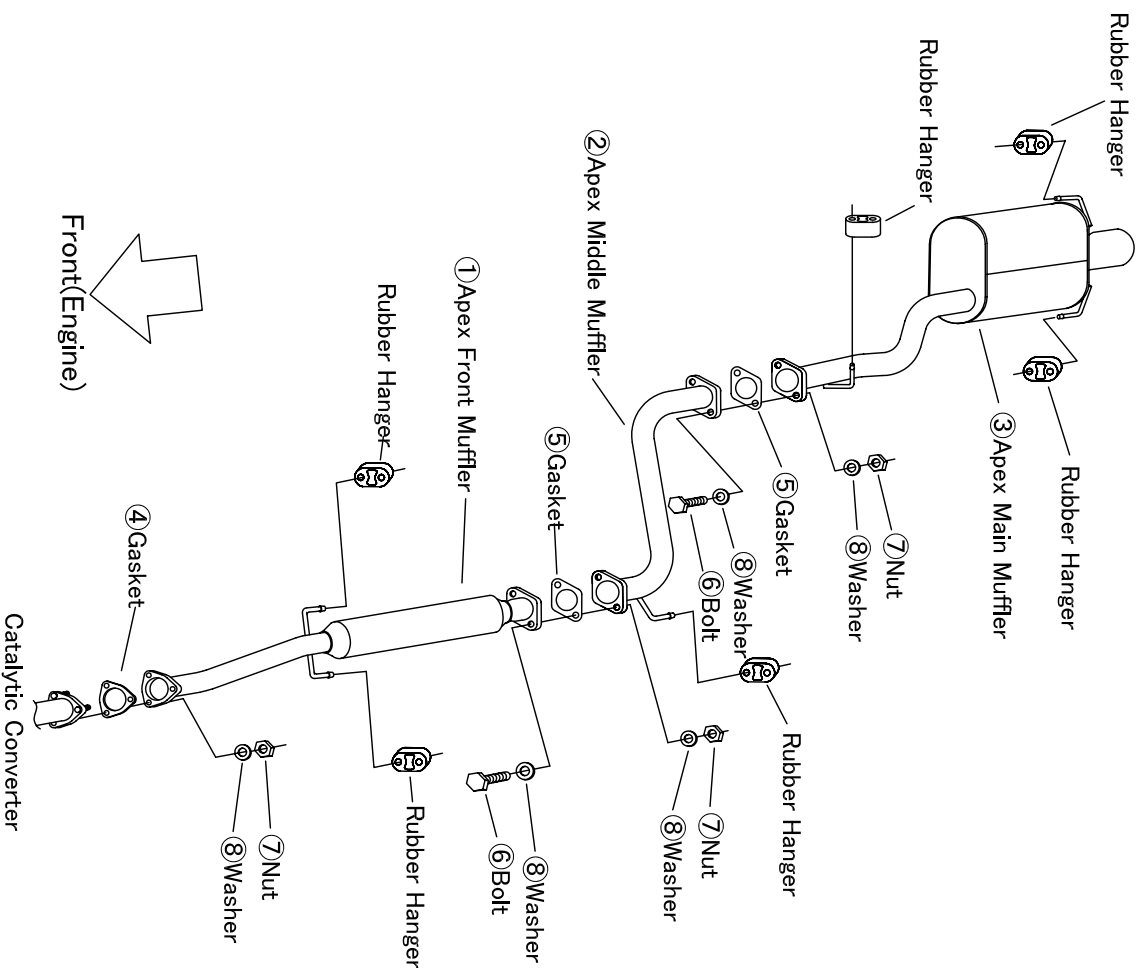 Rubber Hanger
Rubber Hanger
②Apex Middle Muffler
Front(Engine)
①Apex Front Muffler
Rubber Hanger
③Apex Main Muffler
Rubber Hanger
⑤Gasket
⑤Gasket
⑦Nut
⑧Washer
⑧Washer
⑥Bolt
④Gasket
Catalytic Converter
Rubber Hanger
⑦Nut
⑧Washer
Rubber Hanger
⑧Washer
⑥Bolt
⑦Nut
⑧Washer